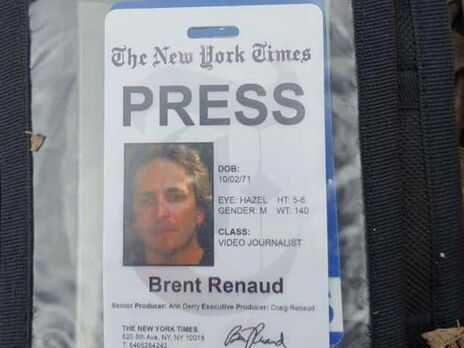 The New York Times
PRESS
DOB:
10/02/71
EYE: HAZEL HT: 5-6
GENDER: M WT: 140
CLASS:
VIDEO JOURNALIST
Brent Renaud
Senior Producer: Ann Derry Executive Producer: Craig Renaud
THE NEW YORK TIMES
620 8th Ave, NY, NY 10018
T: 6465264242